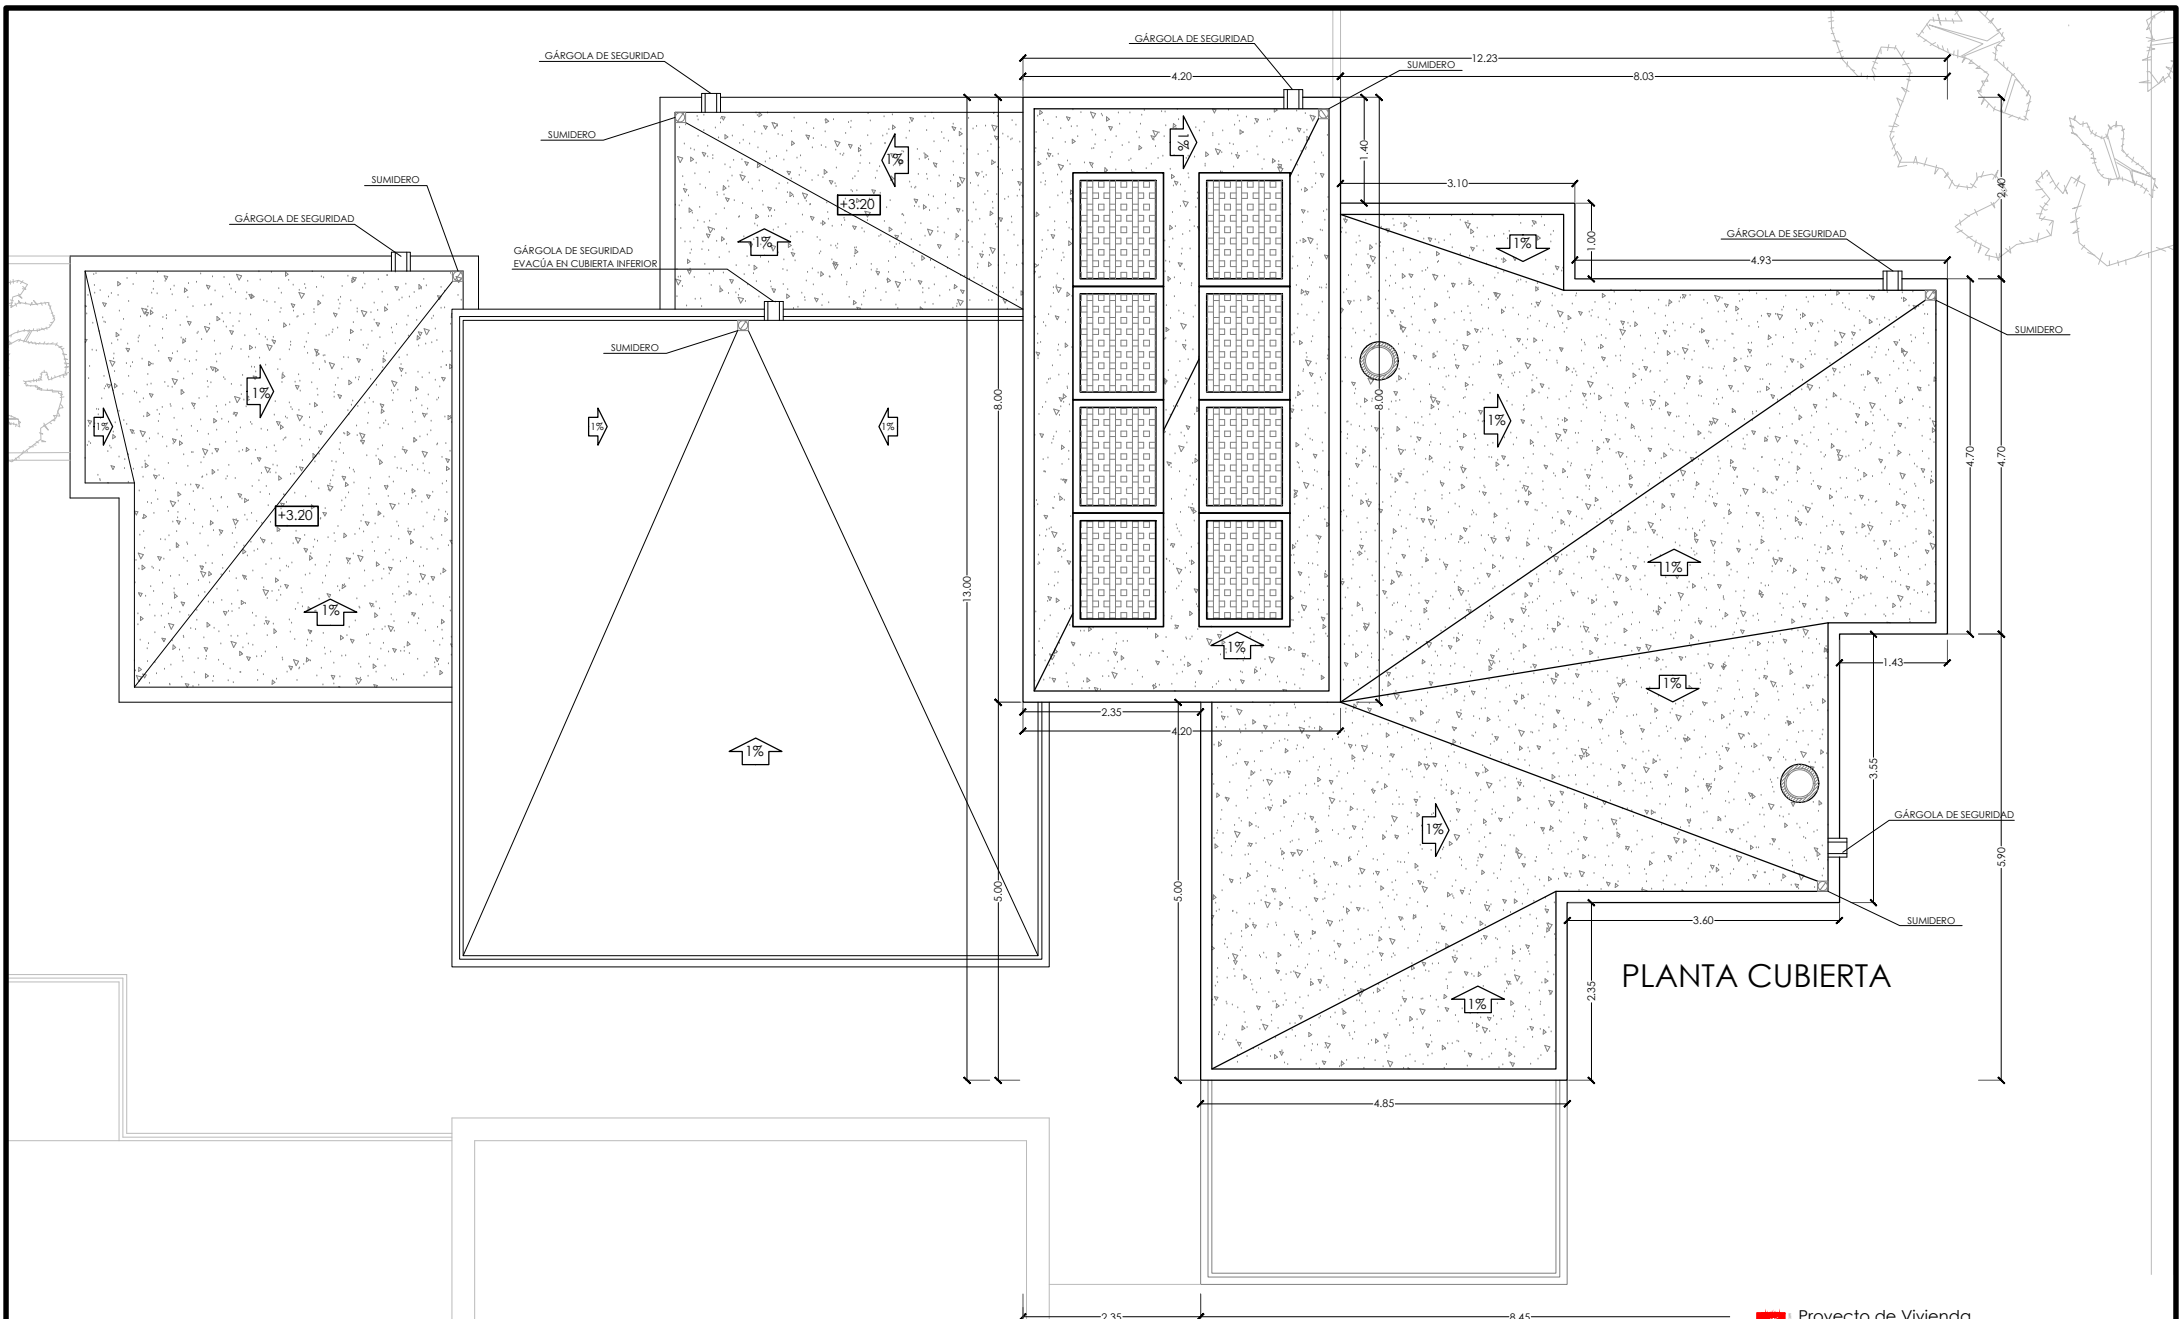 GÁRGOLA DE SEGURIDAD
GÁRGOLA DE SEGURIDAD
12.23
SUMIDERO
4.20
8.03
SUMIDERO
1%
1%
1.40
+3.20
1%
3.10
2.40
SUMIDERO
GÁRGOLA DE SEGURIDAD
GÁRGOLA DE SEGURIDAD
EVACÚA EN CUBIERTA INFERIOR
1%
1.00
GÁRGOLA DE SEGURIDAD
4.93
SUMIDERO
SUMIDERO
1%
1%
1%
1%
8.00
8.00
1%
4.70
4.70
+3.20
1%
13.00
1%
1%
1.43
1%
2.35
4.20
1%
3.55
1%
GÁRGOLA DE SEGURIDAD
5.90
5.00
5.00
3.60
SUMIDERO
PLANTA CUBIERTA
2.35
1%
4.85
2.35
8.45
Proyecto de Vivienda